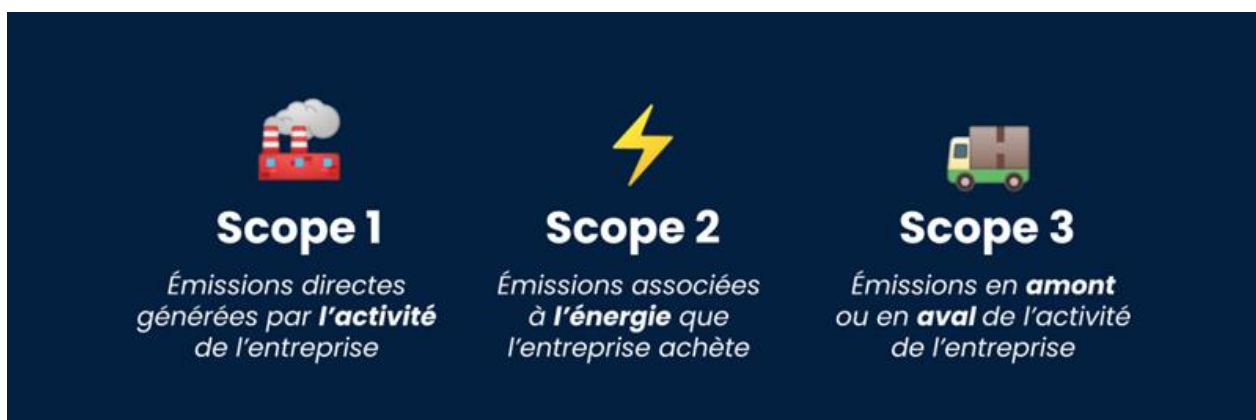 Scope 1
Émissions directes
générées par l'activité
de l'entreprise
Scope 2
Émissions associées
à l'énergie que
l'entreprise achète
Scope 3
Émissions en amont
ou en aval de l'activité
de l'entreprise